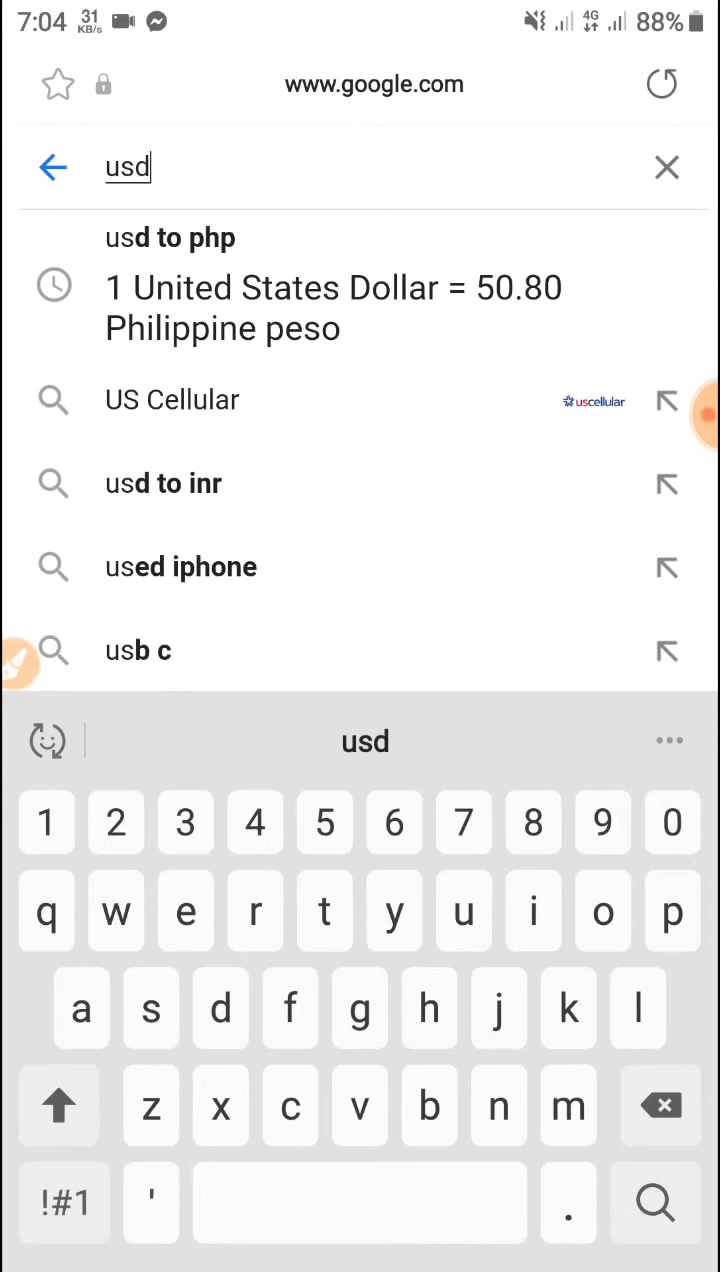 7:04 31 KB/s 4G 88%
www.google.com
usd
usd to php
1 United States Dollar = 50.80
Philippine peso
US Cellular uscellular
usd to inr
used iphone
usb c
usd
1 2 3 4 5 6 7 8 9 0
q w e r t y u i o p
a s d f g h j k l
z x c v b n m
!#1 ' .